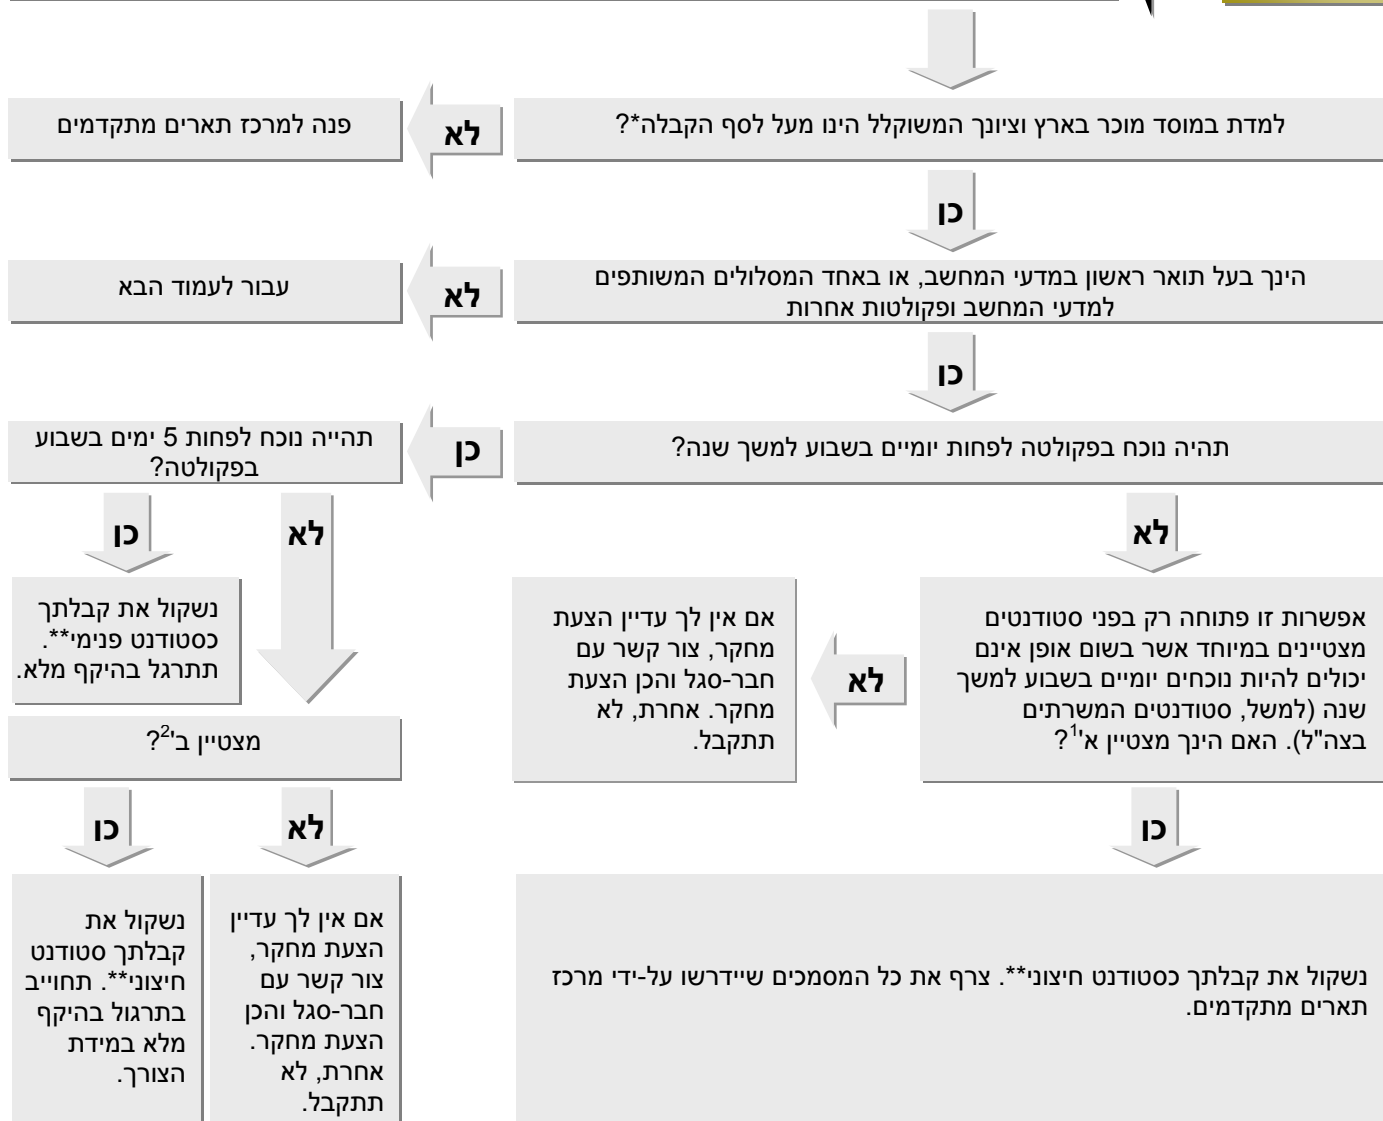 למדת במוסד מוכר בארץ וציונך המשוקלל הינו מעל לסף הקבלה*?
לא
פנה למרכז תארים מתקדמים
כן
הינך בעל תואר ראשון במדעי המחשב, או באחד המסלולים המשותפים
למדעי המחשב ופקולטות אחרות
לא
עבור לעמוד הבא
כן
תהיה נוכח בפקולטה לפחות יומיים בשבוע למשך שנה?
כן
תהייה נוכח לפחות 5 ימים בשבוע
בפקולטה?
לא
אפשרות זו פתוחה רק בפני סטודנטים
מצטיינים במיוחד אשר בשום אופן אינם
יכולים להיות נוכחים יומיים בשבוע למשך
שנה (למשל, סטודנטים המשרתים
בצה"ל). האם הינך מצטיין א'1?
לא
אם אין לך עדיין הצעת
מחקר, צור קשר עם
חבר-סגל והכן הצעת
מחקר. אחרת, לא
תתקבל.
כן
נשקול את קבלתך כסטודנט חיצוני**. צרף את כל המסמכים שיידרשו על-ידי מרכז
תארים מתקדמים.
לא
כן
נשקול את קבלתך
כסטודנט פנימי**.
תתרגל בהיקף מלא.
מצטיין ב'2?
לא
כן
אם אין לך עדיין
הצעת מחקר,
צור קשר עם
חבר-סגל והכן
הצעת מחקר.
אחרת, לא
תתקבל.
נשקול את
קבלתך סטודנט
חיצוני**. תחוייב
בתרגול בהיקף
מלא במידת
הצורך.